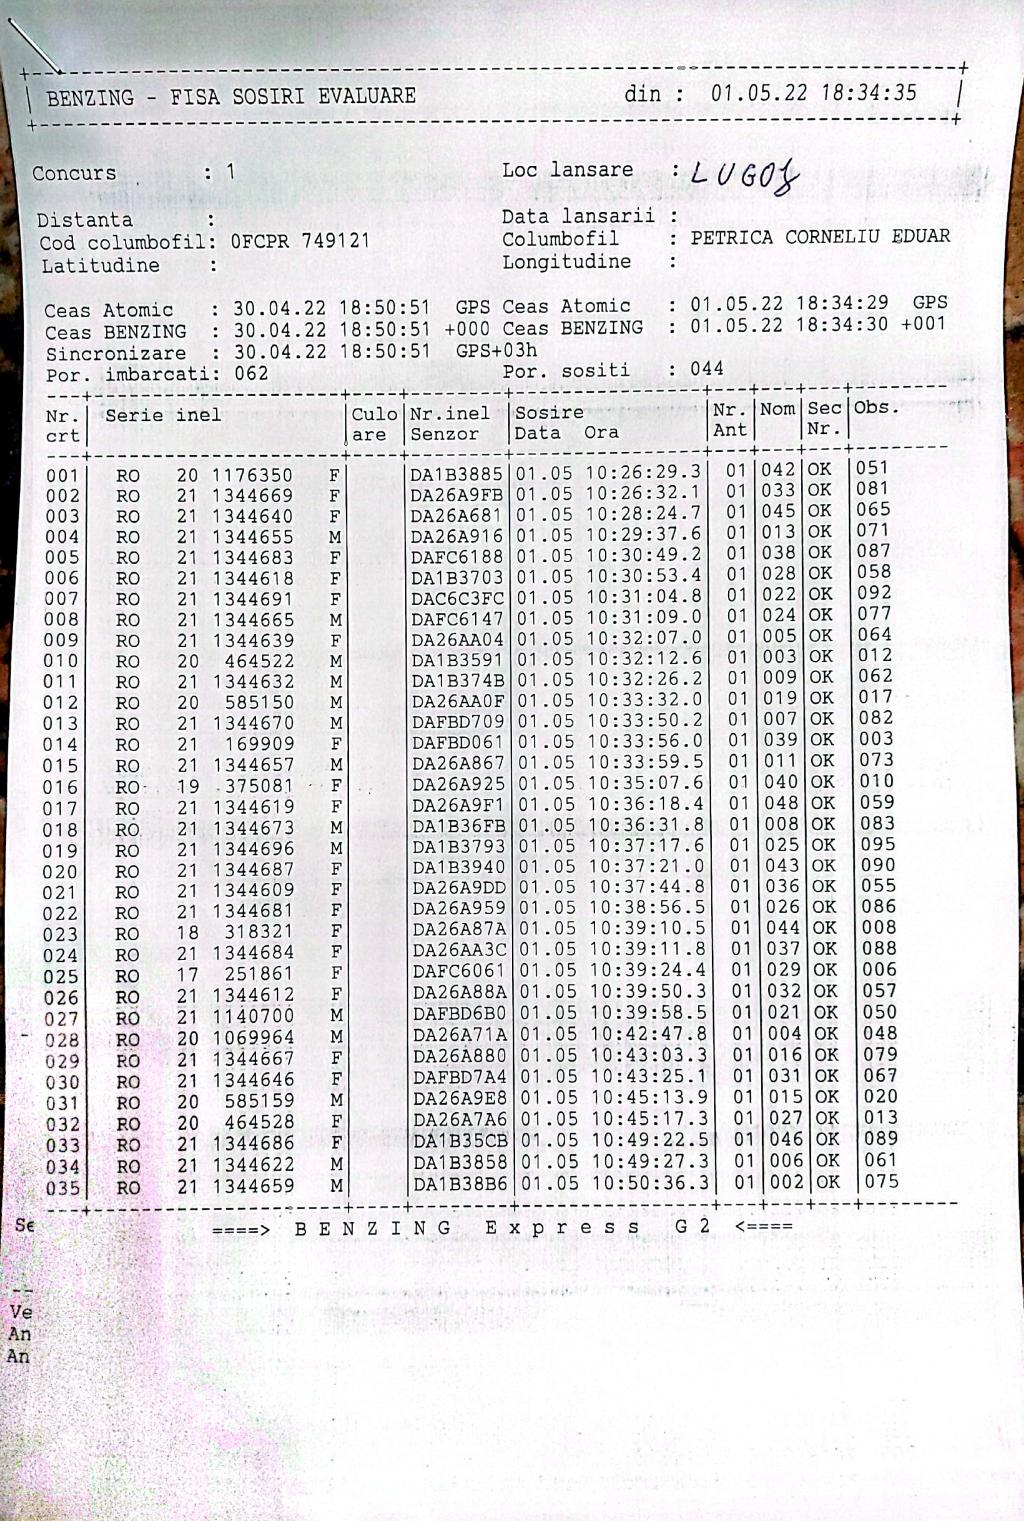 BENZING - FISA SOSIRI EVALUARE din : 01.05.22 18:34:35
Concurs : 1 Loc lansare : LUGOJ
Distanta : Data lansarii :
Cod columbofil: 0FCPR 749121 Columbofil : PETRICA CORNELIU EDUAR
Latitudine : Longitudine :
Ceas Atomic : 30.04.22 18:50:51 GPS Ceas Atomic : 01.05.22 18:34:29 GPS
Ceas BENZING : 30.04.22 18:50:51 +000 Ceas BENZING : 01.05.22 18:34:30 +001
Sincronizare : 30.04.22 18:50:51 GPS+03h
Por. imbarcati: 062 Por. sositi : 044
Nr. Serie inel Culo Nr.inel Sosire Nr. Nom Sec Obs.
crt are Senzor Data Ora Ant Nr.
001 RO 20 1176350 F DA1B3885 01.05 10:26:29.3 01 042 OK 051
002 RO 21 1344669 F DA26A9FB 01.05 10:26:32.1 01 033 OK 081
003 RO 21 1344640 F DA26A681 01.05 10:28:24.7 01 045 OK 065
004 RO 21 1344655 M DA26A916 01.05 10:29:37.6 01 013 OK 071
005 RO 21 1344683 F DAFC6188 01.05 10:30:49.2 01 038 OK 087
006 RO 21 1344618 F DA1B3703 01.05 10:30:53.4 01 028 OK 058
007 RO 21 1344691 F DAC6C3FC 01.05 10:31:04.8 01 022 OK 092
008 RO 21 1344665 M DAFC6147 01.05 10:31:09.0 01 024 OK 077
009 RO 21 1344639 F DA26AA04 01.05 10:32:07.0 01 005 OK 064
010 RO 20 464522 M DA1B3591 01.05 10:32:12.6 01 003 OK 012
011 RO 21 1344632 M DA1B374B 01.05 10:32:26.2 01 009 OK 062
012 RO 20 585150 M DA26AA0F 01.05 10:33:32.0 01 019 OK 017
013 RO 21 1344670 M DAFBD709 01.05 10:33:50.2 01 007 OK 082
014 RO 21 169909 F DAFBD061 01.05 10:33:56.0 01 039 OK 003
015 RO 21 1344657 M DA26A867 01.05 10:33:59.5 01 011 OK 073
016 RO 19 375081 F DA26A925 01.05 10:35:07.6 01 040 OK 010
017 RO 21 1344619 F DA26A9F1 01.05 10:36:18.4 01 048 OK 059
018 RO 21 1344673 M DA1B36FB 01.05 10:36:31.8 01 008 OK 083
019 RO 21 1344696 M DA1B3793 01.05 10:37:17.6 01 025 OK 095
020 RO 21 1344687 F DA1B3940 01.05 10:37:21.0 01 043 OK 090
021 RO 21 1344609 F DA26A9DD 01.05 10:37:44.8 01 036 OK 055
022 RO 21 1344681 F DA26A959 01.05 10:38:56.5 01 026 OK 086
023 RO 18 318321 F DA26A87A 01.05 10:39:10.5 01 044 OK 008
024 RO 21 1344684 F DA26AA3C 01.05 10:39:11.8 01 037 OK 088
025 RO 17 251861 F DAFC6061 01.05 10:39:24.4 01 029 OK 006
026 RO 21 1344612 F DA26A88A 01.05 10:39:50.3 01 032 OK 057
027 RO 21 1140700 M DAFBD6B0 01.05 10:39:58.5 01 021 OK 050
028 RO 20 1069964 M DA26A71A 01.05 10:42:47.8 01 004 OK 048
029 RO 21 1344667 F DA26A880 01.05 10:43:03.3 01 016 OK 079
030 RO 21 1344646 F DAFBD7A4 01.05 10:43:25.1 01 031 OK 067
031 RO 20 585159 M DA26A9E8 01.05 10:45:13.9 01 015 OK 020
032 RO 20 464528 F DA26A7A6 01.05 10:45:17.3 01 027 OK 013
033 RO 21 1344686 F DA1B35CB 01.05 10:49:22.5 01 046 OK 089
034 RO 21 1344622 M DA1B3858 01.05 10:49:27.3 01 006 OK 061
035 RO 21 1344659 M DA1B38B6 01.05 10:50:36.3 01 002 OK 075
====> B E N Z I N G E x p r e s s G 2 <====
Se
Ve
An
An